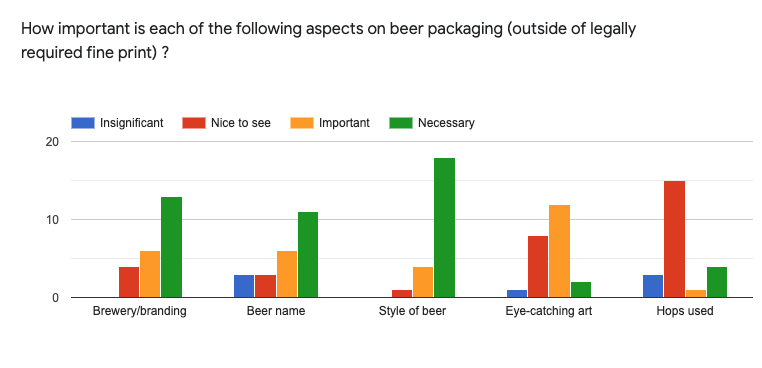 How important is each of the following aspects on beer packaging (outside of legally
required fine print) ?
Insignificant Nice to see Important Necessary
20
10
0
Brewery/branding Beer name Style of beer Eye-catching art Hops used